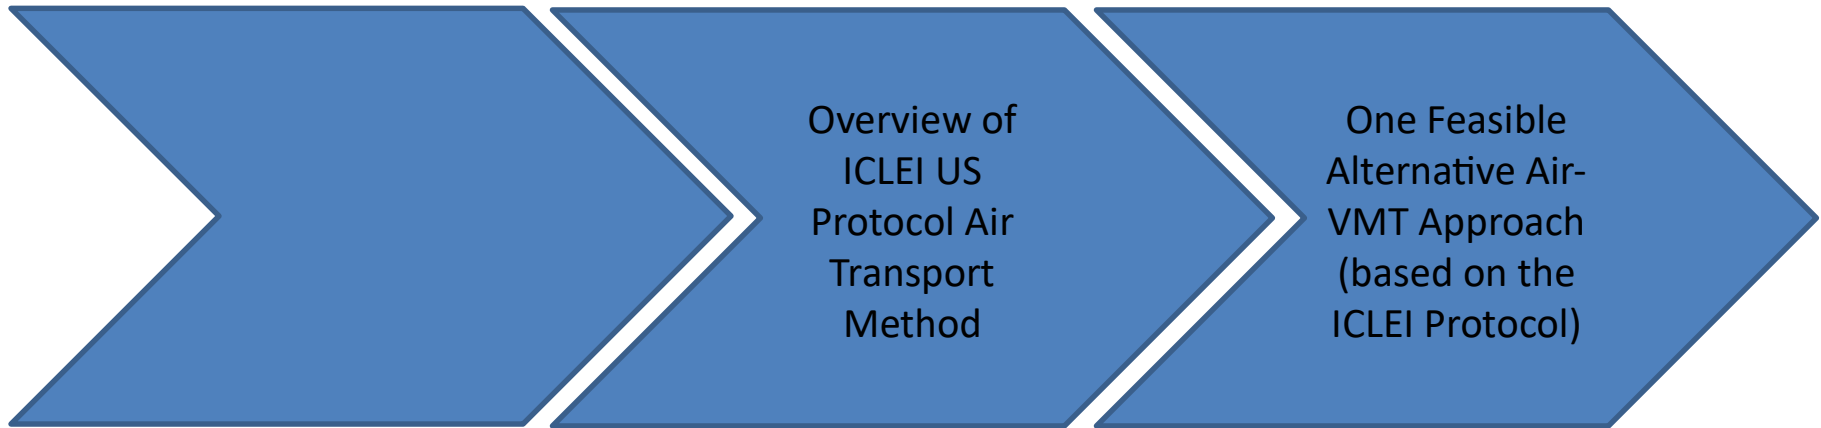 Overview of
ICLEI US
Protocol Air
Transport
Method
One Feasible
Alternative Air-
VMT Approach
(based on the
ICLEI Protocol)